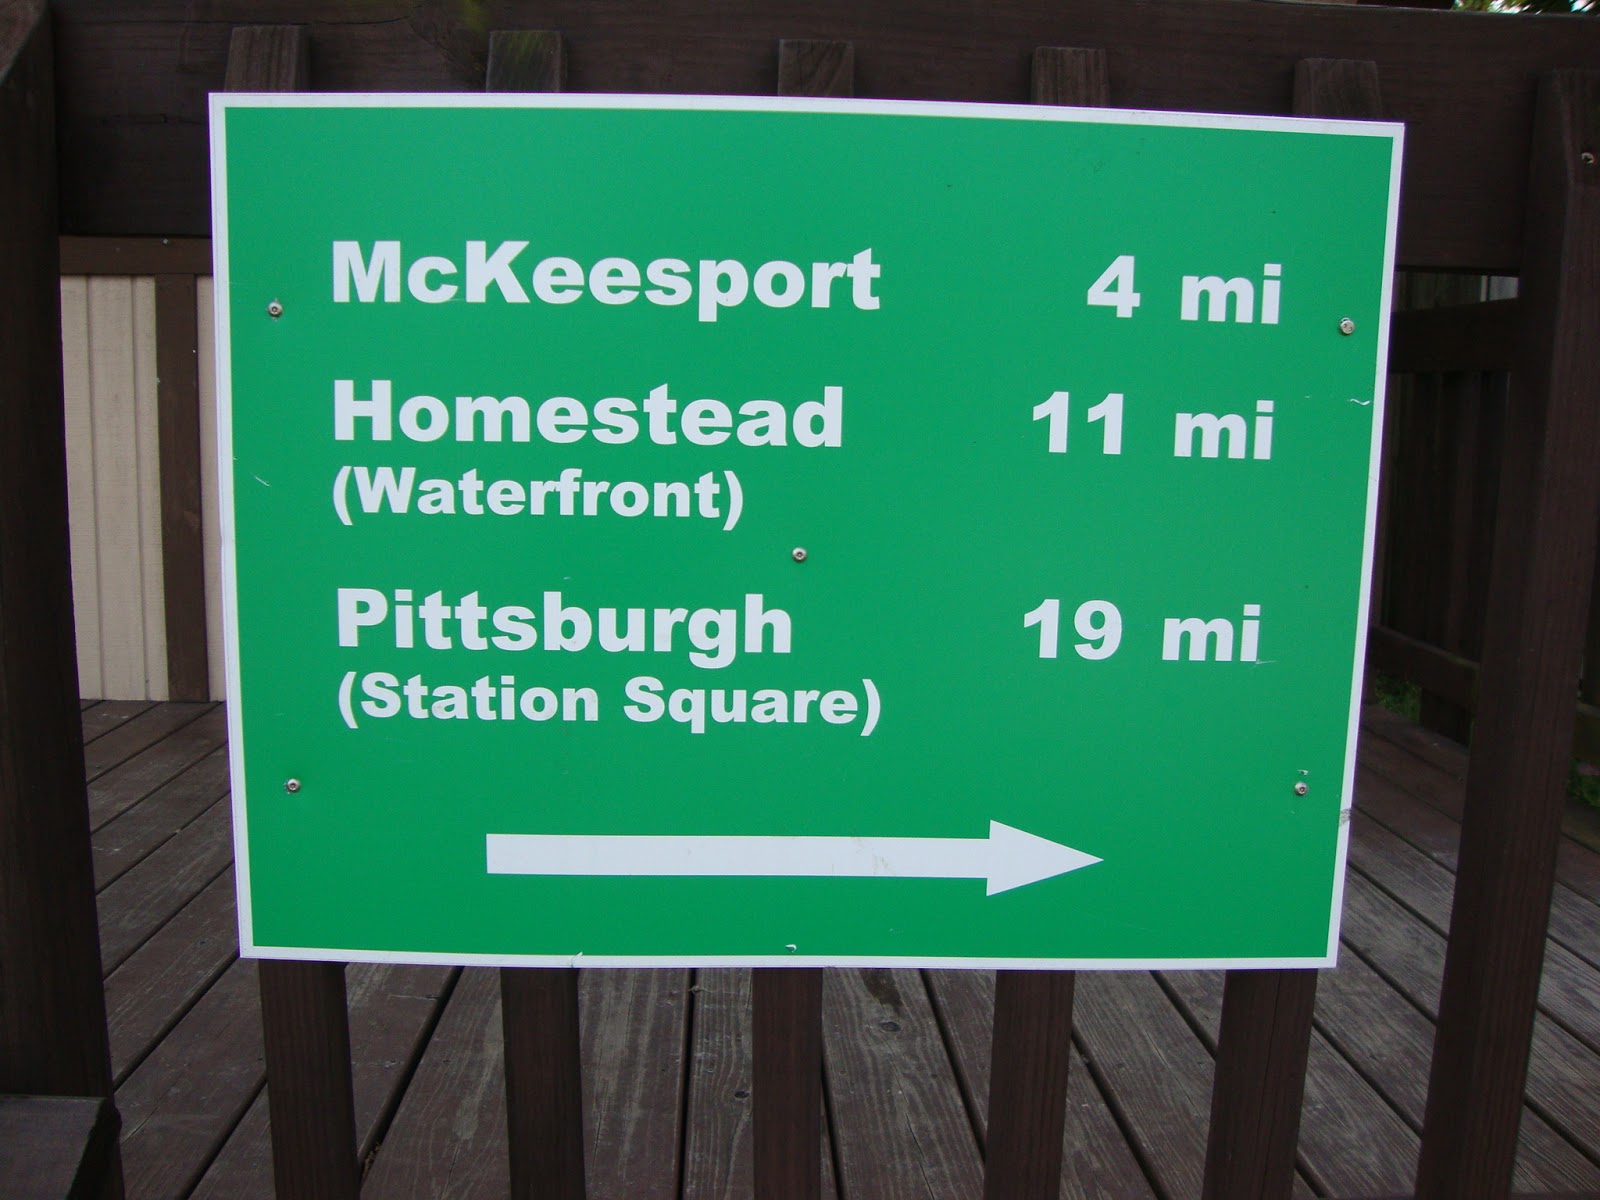 McKeesport 4 mi
Homestead 11 mi
(Waterfront)
Pittsburgh 19 mi
(Station Square)